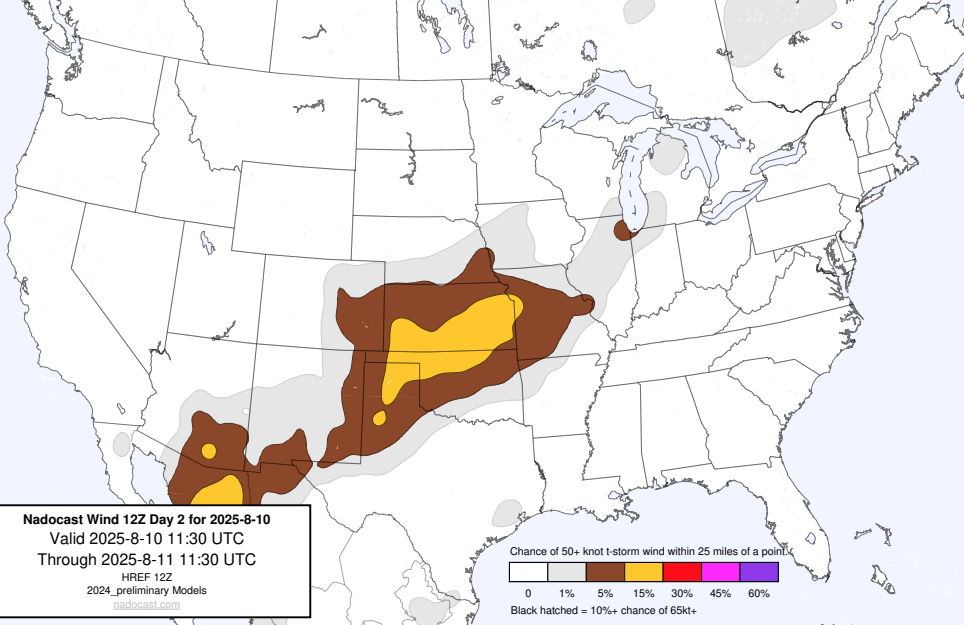 Nadocast Wind 12Z Day 2 for 2025-8-10
Valid 2025-8-10 11:30 UTC
Through 2025-8-11 11:30 UTC
HREF 12Z
2024_preliminary Models
nadocast.com
Chance of 50+ knot t-storm wind within 25 miles of a point.
0 1% 5% 15% 30% 45% 60%
Black hatched = 10%+ chance of 65kt+